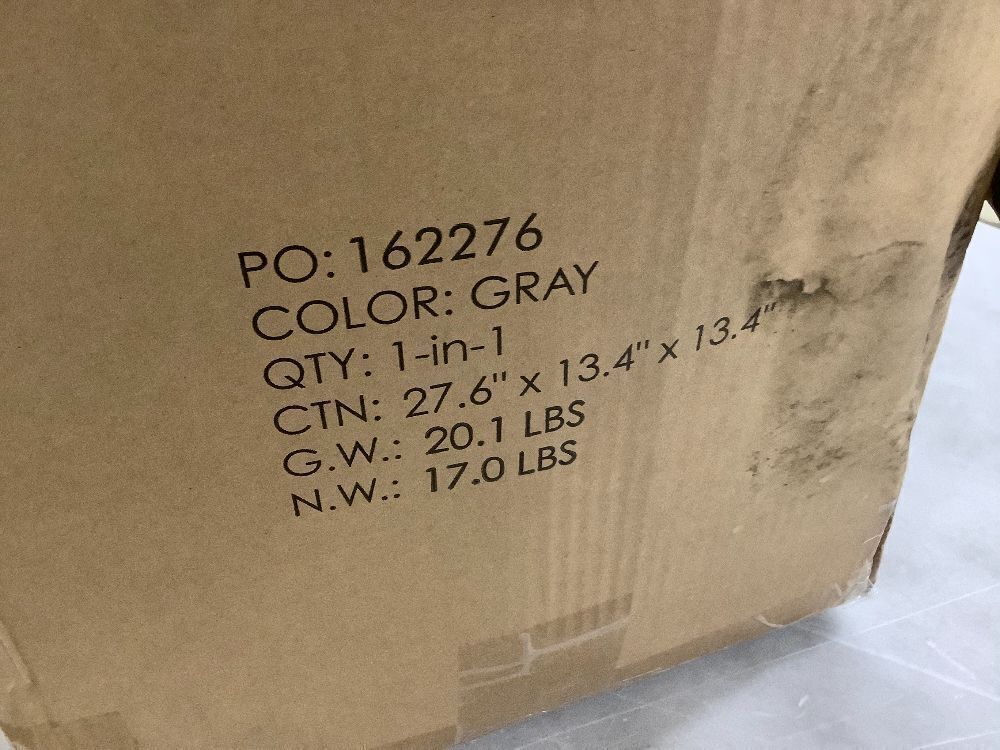 PO: 162276
COLOR: GRAY
QTY: 1-in-1
CTN: 27.6" x 13.4" x 13.4"
G.W.: 20.1 LBS
N.W.: 17.0 LBS